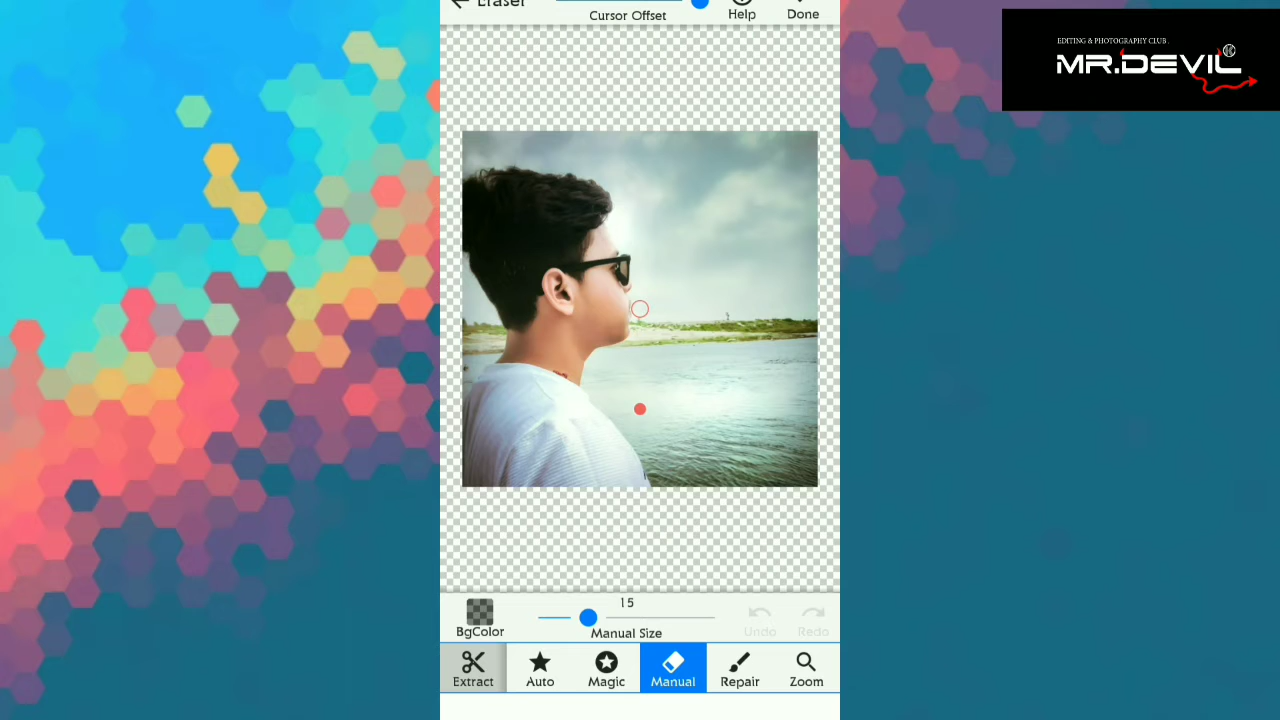 Eraser
Cursor Offset
Help
Done
EDITING & PHOTOGRAPHY CLUB .
MR.DEVIL
15
BgColor
Manual Size
Undo
Redo
Extract
Auto
Magic
Manual
Repair
Zoom